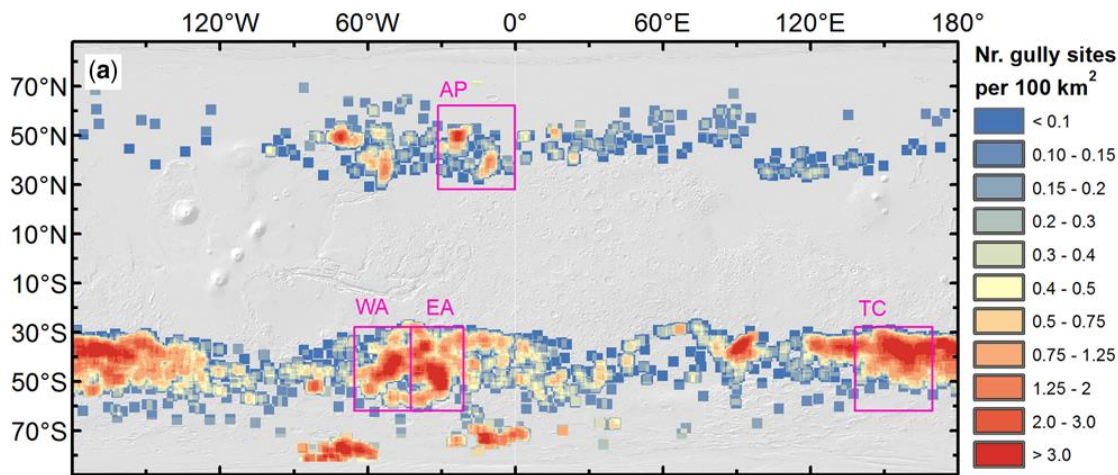 120°W 60°W 0° 60°E 120°E 180°
(a)
70°N
50°N
30°N
10°N
10°S
30°S
50°S
70°S
AP
WA EA TC
Nr. gully sites
per 100 km²
< 0.1
0.10 - 0.15
0.15 - 0.2
0.2 - 0.3
0.3 - 0.4
0.4 - 0.5
0.5 - 0.75
0.75 - 1.25
1.25 - 2
2.0 - 3.0
> 3.0